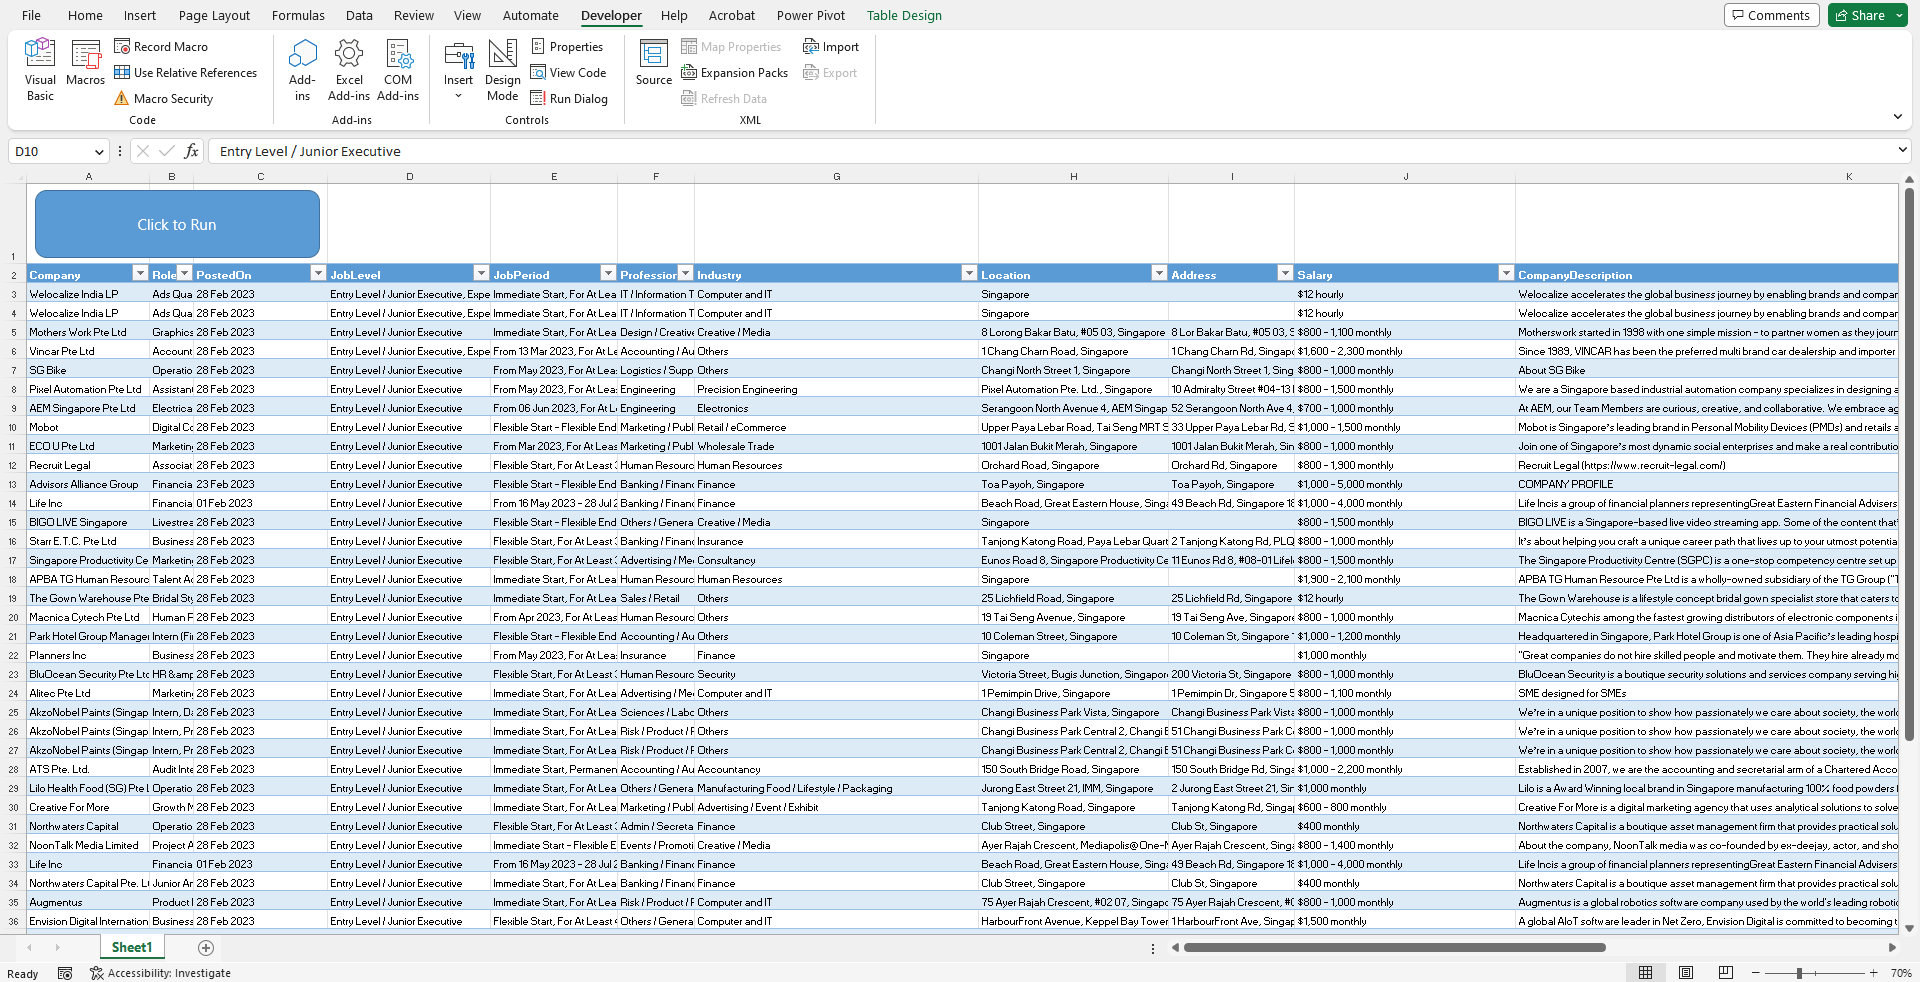 File Home Insert Page Layout Formulas Data Review View Automate Developer Help Acrobat Power Pivot Table Design Comments Share
Visual Basic Macros Record Macro Use Relative References Macro Security Code
Add-ins Excel Add-ins COM Add-ins Add-ins
Insert Design Mode Properties View Code Run Dialog Controls
Source Map Properties Expansion Packs Refresh Data Import Export XML
D10 fx Entry Level / Junior Executive
A B C D E F G H I J K
1 Click to Run
2 Company Role PostedOn JobLevel JobPeriod Profession Industry Location Address Salary CompanyDescription
3 Welocalize India LP Ads Qua 28 Feb 2023 Entry Level / Junior Executive, Expe Immediate Start, For At Lea IT / Information T Computer and IT Singapore $12 hourly Welocalize accelerates the global business journey by enabling brands and compan
4 Welocalize India LP Ads Qua 28 Feb 2023 Entry Level / Junior Executive, Expe Immediate Start, For At Lea IT / Information T Computer and IT Singapore $12 hourly Welocalize accelerates the global business journey by enabling brands and compan
5 Mothers Work Pte Ltd Graphics 28 Feb 2023 Entry Level / Junior Executive Immediate Start, For At Lea Design / Creative Creative / Media 8 Lorong Bakar Batu, #05 03, Singapore 8 Lor Bakar Batu, #05 03, S $800 - 1,100 monthly Motherswork started in 1998 with one simple mission - to partner women as they journ
6 Vincar Pte Ltd Account 28 Feb 2023 Entry Level / Junior Executive, Expe From 13 Mar 2023, For At Le Accounting / Au Others 1 Chang Charn Road, Singapore 1 Chang Charn Rd, Singap $1,600 - 2,300 monthly Since 1989, VINCAR has been the preferred multi brand car dealership and importer
7 SG Bike Operatio 28 Feb 2023 Entry Level / Junior Executive From May 2023, For At Lea Logistics / Supp Others Changi North Street 1, Singapore Changi North Street 1, Sing $800 - 1,000 monthly About SG Bike
8 Pixel Automation Pte Ltd Assistan 28 Feb 2023 Entry Level / Junior Executive From May 2023, For At Lea Engineering Precision Engineering Pixel Automation Pte. Ltd., Singapore 10 Admiralty Street #04-13 $800 - 1,500 monthly We are a Singapore based industrial automation company specializes in designing a
9 AEM Singapore Pte Ltd Electrica 28 Feb 2023 Entry Level / Junior Executive From 06 Jun 2023, For At L Engineering Electronics Serangoon North Avenue 4, AEM Singap 52 Serangoon North Ave 4, $700 - 1,000 monthly At AEM, our Team Members are curious, creative, and collaborative. We embrace ag
10 Mobot Digital Co 28 Feb 2023 Entry Level / Junior Executive Flexible Start - Flexible End Marketing / Publ Retail / eCommerce Upper Paya Lebar Road, Tai Seng MRT S 33 Upper Paya Lebar Rd, S $1,000 - 1,500 monthly Mobot is Singapore's leading brand in Personal Mobility Devices (PMDs) and retails a
11 ECO U Pte Ltd Marketin 28 Feb 2023 Entry Level / Junior Executive From Mar 2023, For At Lea Marketing / Publ Wholesale Trade 1001 Jalan Bukit Merah, Singapore 1001 Jalan Bukit Merah, Sin $800 - 1,000 monthly Join one of Singapore's most dynamic social enterprises and make a real contributio
12 Recruit Legal Associat 28 Feb 2023 Entry Level / Junior Executive Flexible Start, For At Least Human Resourc Human Resources Orchard Road, Singapore Orchard Rd, Singapore $800 - 1,900 monthly Recruit Legal (https://www.recruit-legal.com/)
13 Advisors Alliance Group Financia 23 Feb 2023 Entry Level / Junior Executive Flexible Start - Flexible End Banking / Financ Finance Toa Payoh, Singapore Toa Payoh, Singapore $1,000 - 5,000 monthly COMPANY PROFILE
14 Life Inc Financia 01 Feb 2023 Entry Level / Junior Executive From 16 May 2023 - 28 Jul 2 Banking / Financ Finance Beach Road, Great Eastern House, Sing 49 Beach Rd, Singapore 18 $1,000 - 4,000 monthly Life Incis a group of financial planners representingGreat Eastern Financial Advisers
15 BIGO LIVE Singapore Livestrea 28 Feb 2023 Entry Level / Junior Executive Flexible Start - Flexible End Others / Genera Creative / Media Singapore $800 - 1,500 monthly BIGO LIVE is a Singapore-based live video streaming app. Some of the content that'
16 Starr E.T.C. Pte Ltd Business 28 Feb 2023 Entry Level / Junior Executive Flexible Start, For At Least Banking / Financ Insurance Tanjong Katong Road, Paya Lebar Quart 2 Tanjong Katong Rd, PLQ $800 - 1,000 monthly It's about helping you craft a unique career path that lives up to your utmost potentia
17 Singapore Productivity Ce Marketin 28 Feb 2023 Entry Level / Junior Executive Flexible Start, For At Least Advertising / Me Consultancy Eunos Road 8, Singapore Productivity Ce 11 Eunos Rd 8, #08-01 Lifel $800 - 1,500 monthly The Singapore Productivity Centre (SGPC) is a one-stop competency centre set up
18 APBA TG Human Resourc Talent Ac 28 Feb 2023 Entry Level / Junior Executive Immediate Start, For At Lea Human Resourc Human Resources Singapore $1,900 - 2,100 monthly APBA TG Human Resource Pte Ltd is a wholly-owned subsidiary of the TG Group ("T
19 The Gown Warehouse Pte Bridal Sty 28 Feb 2023 Entry Level / Junior Executive Immediate Start, For At Lea Sales / Retail Others 25 Lichfield Road, Singapore 25 Lichfield Rd, Singapore $12 hourly The Gown Warehouse is a lifestyle concept bridal gown specialist store that caters to
20 Macnica Cytech Pte Ltd Human F 28 Feb 2023 Entry Level / Junior Executive From Apr 2023, For At Leas Human Resourc Others 19 Tai Seng Avenue, Singapore 19 Tai Seng Ave, Singapore $800 - 1,000 monthly Macnica Cytechis among the fastest growing distributors of electronic components i
21 Park Hotel Group Manager Intern (Fi 28 Feb 2023 Entry Level / Junior Executive Flexible Start - Flexible End Accounting / Au Others 10 Coleman Street, Singapore 10 Coleman St, Singapore $1,000 - 1,200 monthly Headquartered in Singapore, Park Hotel Group is one of Asia Pacific's leading hospi
22 Planners Inc Business 28 Feb 2023 Entry Level / Junior Executive From May 2023, For At Lea Insurance Finance Singapore $1,000 monthly "Great companies do not hire skilled people and motivate them. They hire already mo
23 BluOcean Security Pte Ltd HR &amp 28 Feb 2023 Entry Level / Junior Executive Flexible Start, For At Least Human Resourc Security Victoria Street, Bugis Junction, Singapor 200 Victoria St, Singapore $800 - 1,000 monthly BluOcean Security is a boutique security solutions and services company serving hig
24 Alitec Pte Ltd Marketin 28 Feb 2023 Entry Level / Junior Executive Immediate Start, For At Lea Advertising / Me Computer and IT 1 Pemimpin Drive, Singapore 1 Pemimpin Dr, Singapore 5 $800 - 1,100 monthly SME designed for SMEs
25 AkzoNobel Paints (Singap Intern, Da 28 Feb 2023 Entry Level / Junior Executive Immediate Start, For At Lea Sciences / Labo Others Changi Business Park Vista, Singapore Changi Business Park Vista $800 - 1,000 monthly We're in a unique position to show how passionately we care about society, the world
26 AkzoNobel Paints (Singap Intern, Pr 28 Feb 2023 Entry Level / Junior Executive Immediate Start, For At Lea Risk / Product / F Others Changi Business Park Central 2, Changi B 51 Changi Business Park Ce $800 - 1,000 monthly We're in a unique position to show how passionately we care about society, the world
27 AkzoNobel Paints (Singap Intern, Pr 28 Feb 2023 Entry Level / Junior Executive Immediate Start, For At Lea Risk / Product / F Others Changi Business Park Central 2, Changi B 51 Changi Business Park Ce $800 - 1,000 monthly We're in a unique position to show how passionately we care about society, the world
28 ATS Pte. Ltd. Audit Inte 28 Feb 2023 Entry Level / Junior Executive Immediate Start, Permanen Accounting / Au Accountancy 150 South Bridge Road, Singapore 150 South Bridge Rd, Singa $1,000 - 2,200 monthly Established in 2007, we are the accounting and secretarial arm of a Chartered Acco
29 Lilo Health Food (SG) Pte L Operatio 28 Feb 2023 Entry Level / Junior Executive Immediate Start, For At Lea Others / Genera Manufacturing Food / Lifestyle / Packaging Jurong East Street 21, IMM, Singapore 2 Jurong East Street 21, Sin $1,000 monthly Lilo is a Award Winning local brand in Singapore manufacturing 100% food powders
30 Creative For More Growth M 28 Feb 2023 Entry Level / Junior Executive Immediate Start, For At Lea Marketing / Publ Advertising / Event / Exhibit Tanjong Katong Road, Singapore Tanjong Katong Rd, Singap $600 - 800 monthly Creative For More is a digital marketing agency that uses analytical solutions to solve
31 Northwaters Capital Operatio 28 Feb 2023 Entry Level / Junior Executive Flexible Start, For At Least Admin / Secreta Finance Club Street, Singapore Club St, Singapore $400 monthly Northwaters Capital is a boutique asset management firm that provides practical solu
32 NoonTalk Media Limited Project A 28 Feb 2023 Entry Level / Junior Executive Immediate Start - Flexible E Events / Promoti Creative / Media Ayer Rajah Crescent, Mediapolis@One-N Ayer Rajah Crescent, Sing $800 - 1,400 monthly About the company, NoonTalk media was co-founded by ex-deejay, actor, and sho
33 Life Inc Financia 01 Feb 2023 Entry Level / Junior Executive From 16 May 2023 - 28 Jul 2 Banking / Financ Finance Beach Road, Great Eastern House, Sing 49 Beach Rd, Singapore 18 $1,000 - 4,000 monthly Life Incis a group of financial planners representingGreat Eastern Financial Advisers
34 Northwaters Capital Pte. L Junior An 28 Feb 2023 Entry Level / Junior Executive Immediate Start, For At Lea Banking / Financ Finance Club Street, Singapore Club St, Singapore $400 monthly Northwaters Capital is a boutique asset management firm that provides practical solu
35 Augmentus Product 28 Feb 2023 Entry Level / Junior Executive Immediate Start, For At Lea Risk / Product / F Computer and IT 75 Ayer Rajah Crescent, #02 07, Singapo 75 Ayer Rajah Crescent, #0 $800 - 1,000 monthly Augmentus is a global robotics software company used by the world's leading robotic
36 Envision Digital Internation Business 28 Feb 2023 Entry Level / Junior Executive Flexible Start, For At Least Others / Genera Computer and IT HarbourFront Avenue, Keppel Bay Tower 1 HarbourFront Ave, Singap $1,500 monthly A global AIoT software leader in Net Zero, Envision Digital is committed to becoming t
Sheet1
Ready Accessibility: Investigate 70%